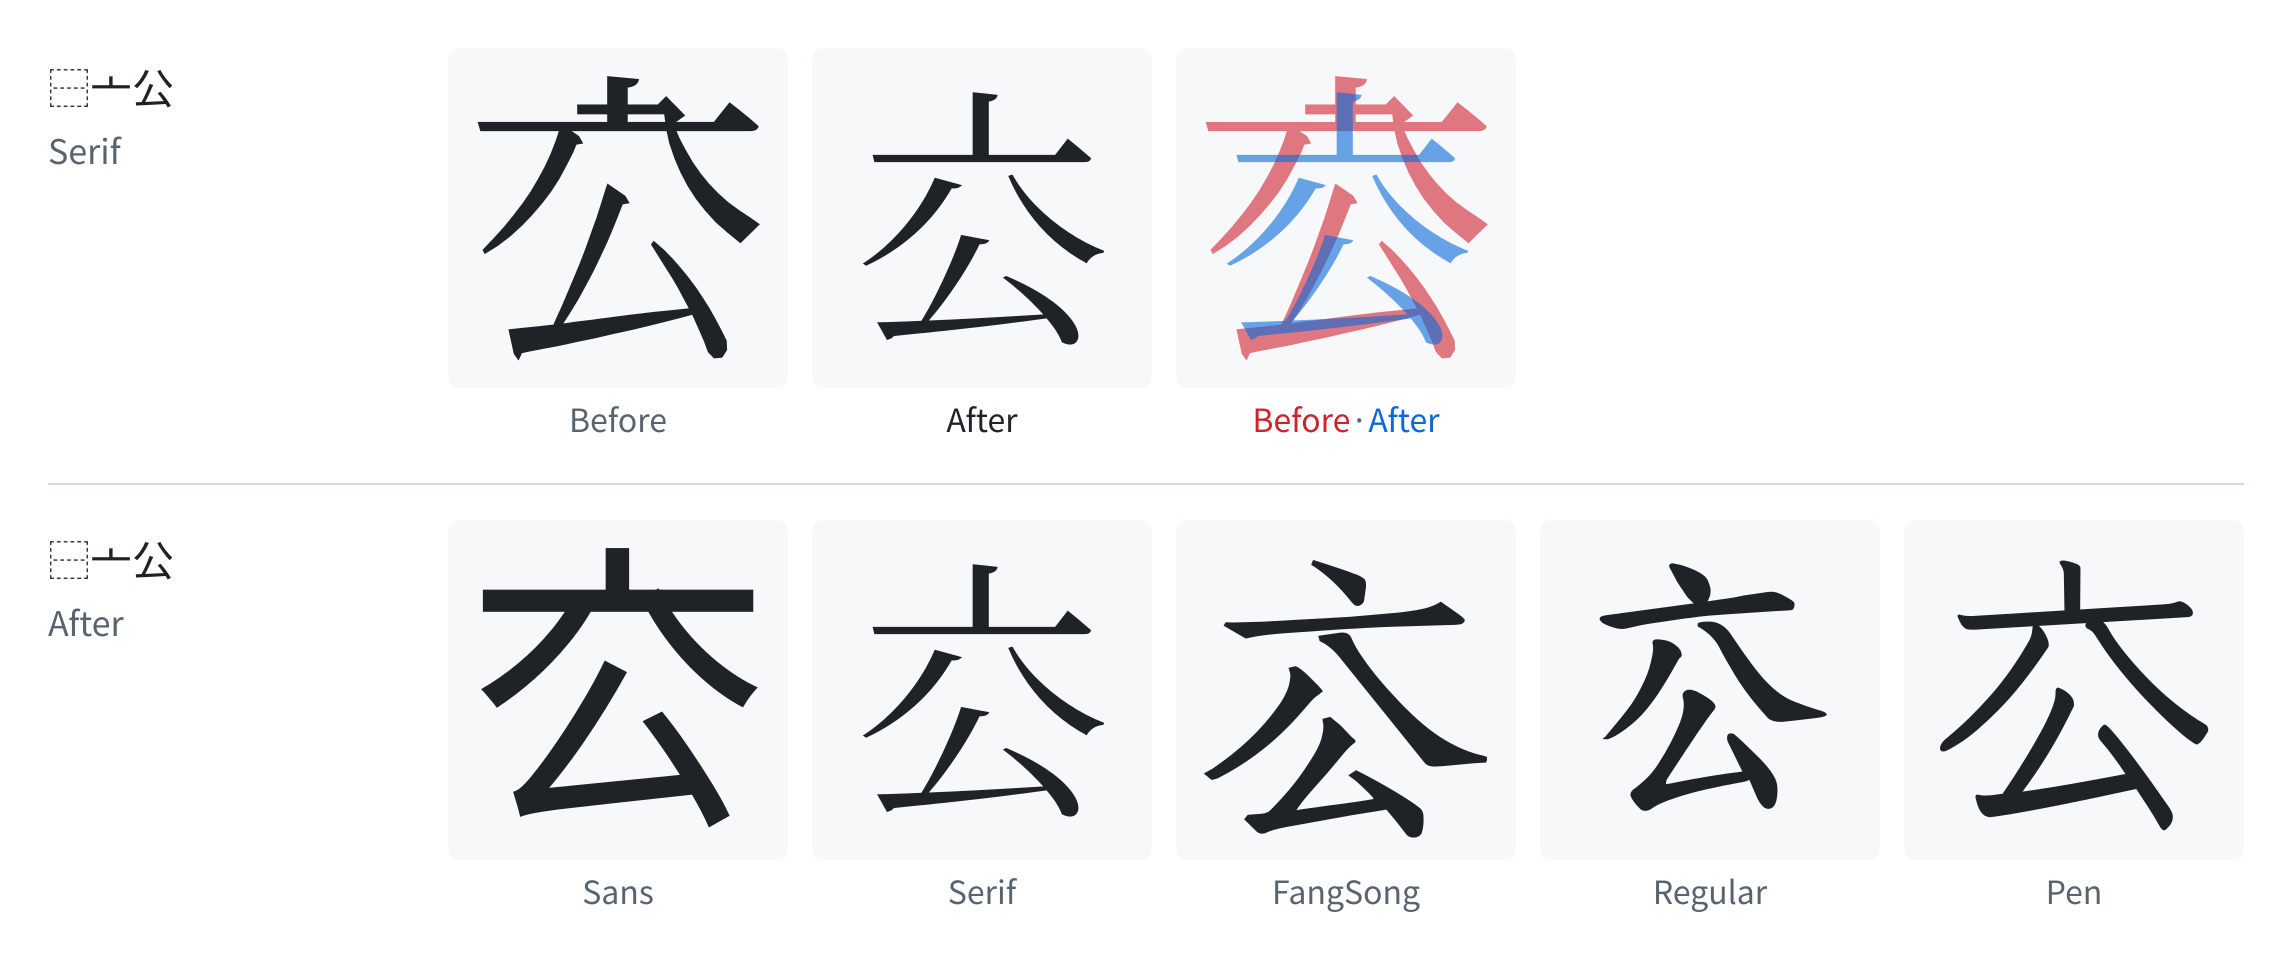 ⿱亠公
Serif
Before
After
Before · After
⿱亠公
After
Sans
Serif
FangSong
Regular
Pen